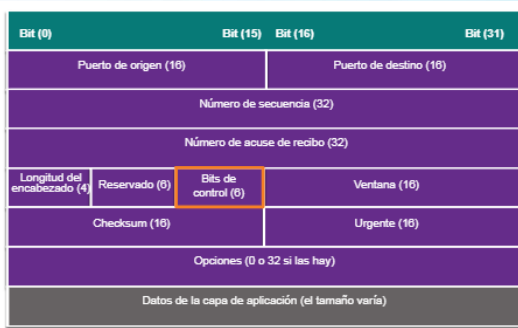 Bit (0) Bit (15) Bit (16) Bit (31)
Puerto de origen (16) Puerto de destino (16)
Número de secuencia (32)
Número de acuse de recibo (32)
Longitud del encabezado (4) Reservado (6) Bits de control (6) Ventana (16)
Checksum (16) Urgente (16)
Opciones (0 o 32 si las hay)
Datos de la capa de aplicación (el tamaño varía)